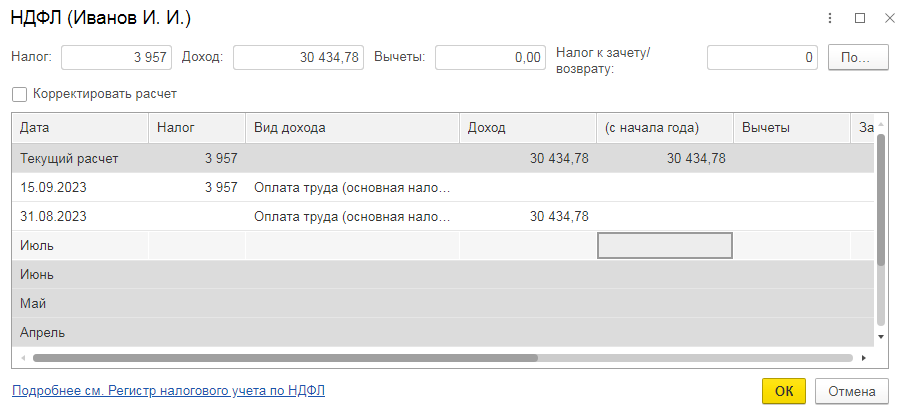 НДФЛ (Иванов И. И.)
Налог: 3 957 Доход: 30 434,78 Вычеты: 0,00 Налог к зачету/ возврату: 0 По...
Корректировать расчет
Дата Налог Вид дохода Доход (с начала года) Вычеты За
Текущий расчет 3 957 30 434,78 30 434,78
15.09.2023 3 957 Оплата труда (основная нало...
31.08.2023 Оплата труда (основная нало... 30 434,78
Июль
Июнь
Май
Апрель
Подробнее см. Регистр налогового учета по НДФЛ ОК Отмена